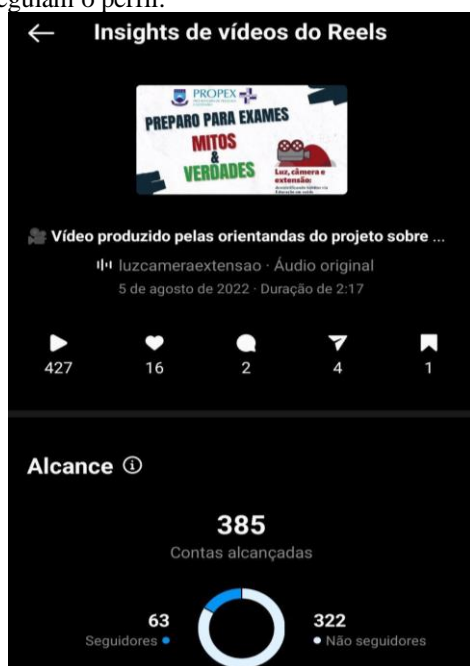 eguiam o perfil.
Insights de vídeos do Reels
PROPEX
PREPARO PARA EXAMES
MITOS
&
VERDADES
Luz, câmera e
extensão:
Vídeo produzido pelas orientandas do projeto sobre ...
luzcameraextensao · Áudio original
5 de agosto de 2022 · Duração de 2:17
427 16 2 4 1
Alcance
385
Contas alcançadas
63 322
Seguidores Não seguidores